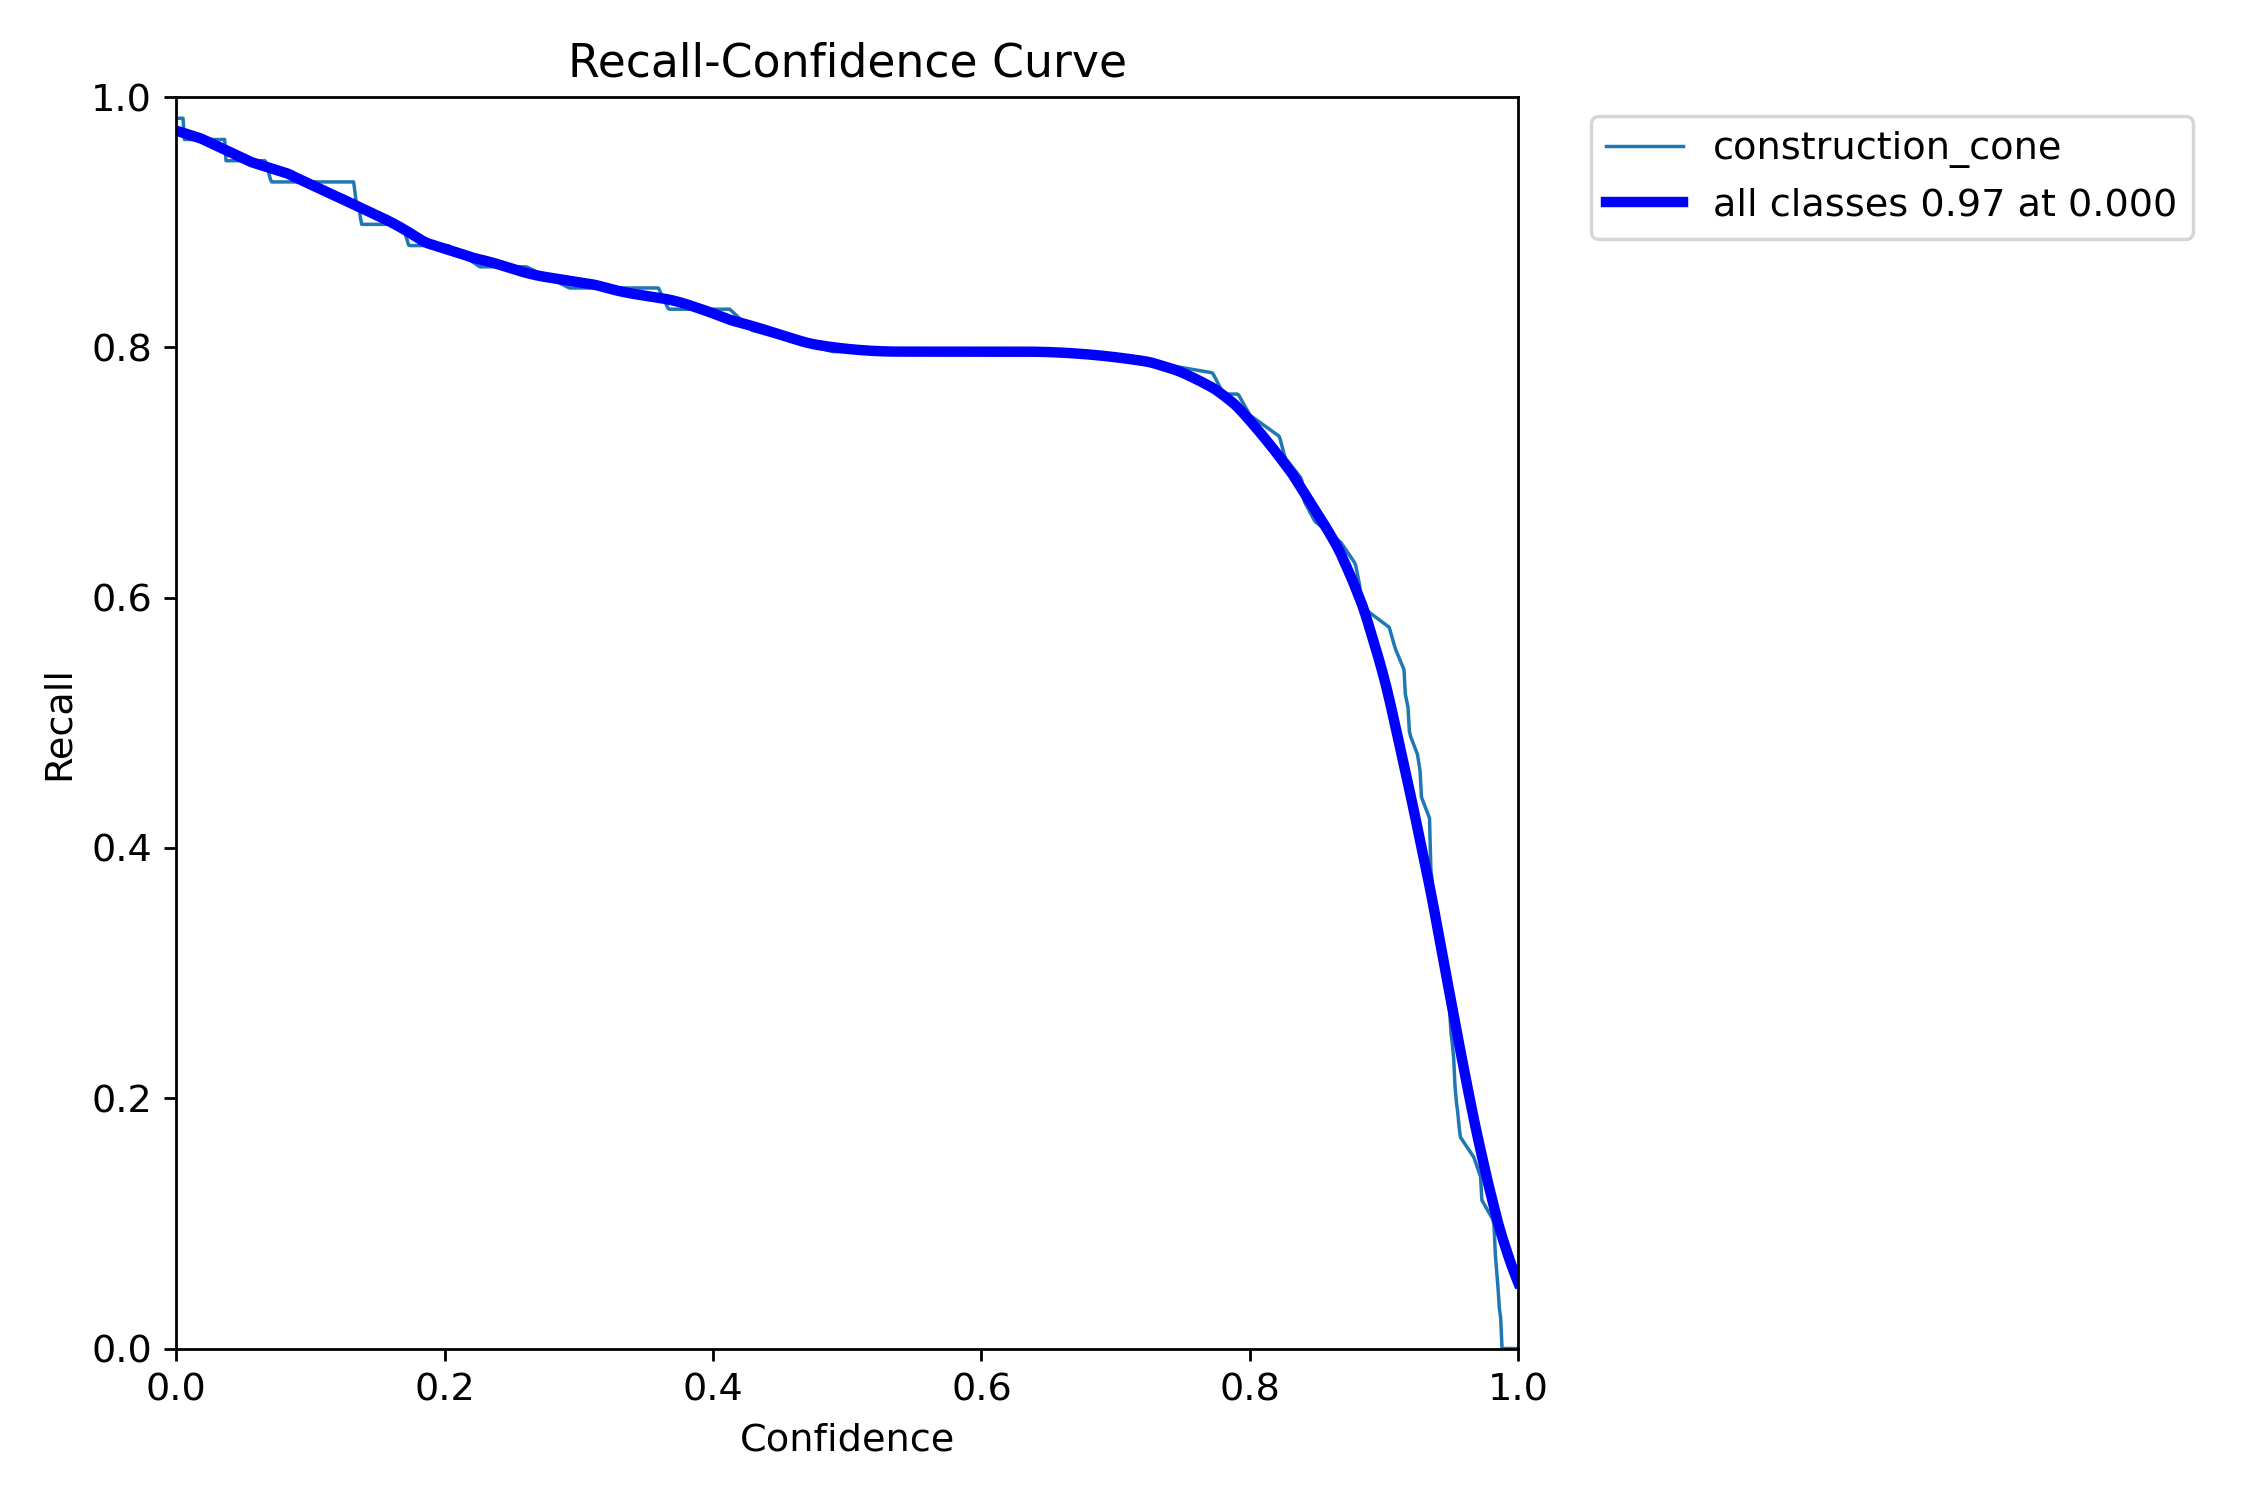 Recall-Confidence Curve
construction_cone
all classes 0.97 at 0.000
1.0
0.8
0.6
0.4
0.2
0.0
Recall
0.0 0.2 0.4 0.6 0.8 1.0
Confidence